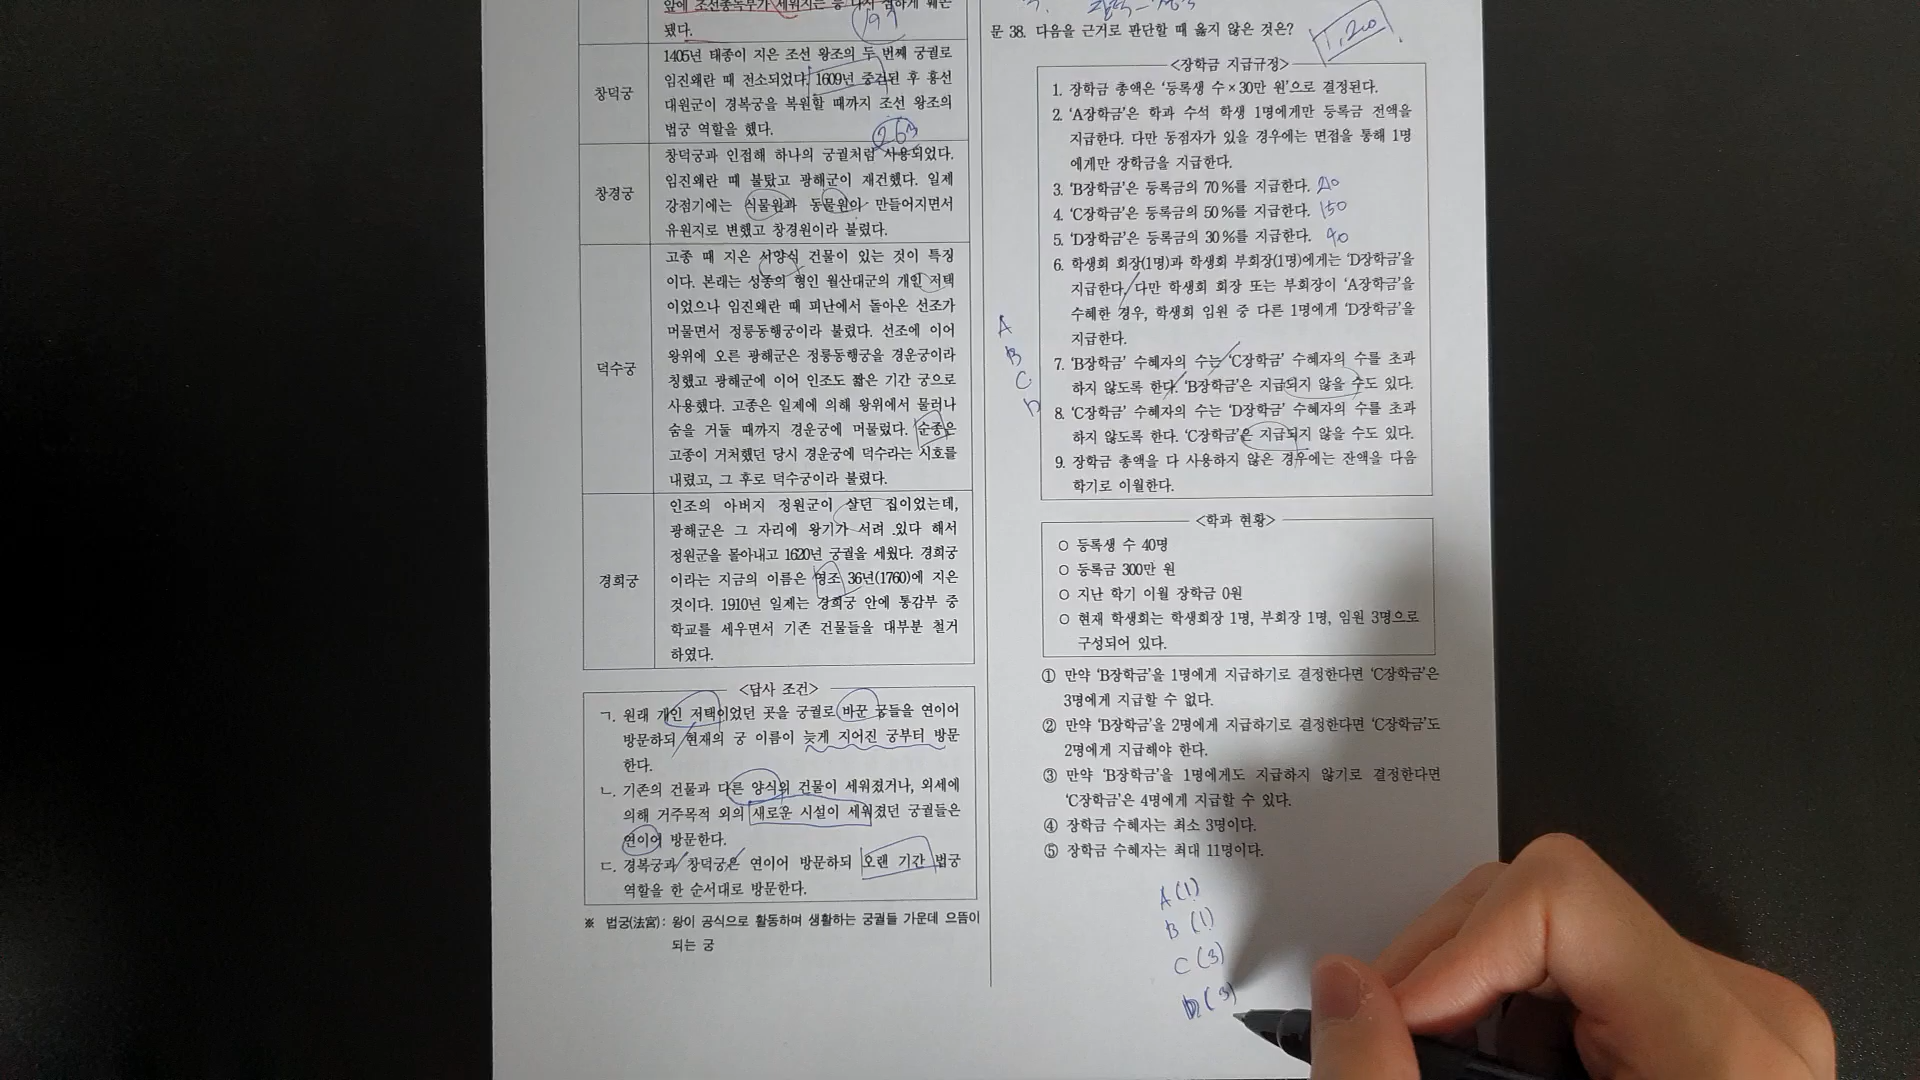 앞에 조선총독부가 세워지는 등
됐다.
197
창덕궁
1405년 태종이 지은 조선 왕조의 두 번째 궁궐로
임진왜란 때 전소되었다. 1609년 중건된 후 흥선
대원군이 경복궁을 복원할 때까지 조선 왕조의
법궁 역할을 했다.
263
창경궁
창덕궁과 인접해 하나의 궁궐처럼 사용되었다.
임진왜란 때 불탔고 광해군이 재건했다. 일제
강점기에는 식물원과 동물원이 만들어지면서
유원지로 변했고 창경원이라 불렸다.
덕수궁
고종 때 지은 서양식 건물이 있는 것이 특징
이다. 본래는 성종의 형인 월산대군의 개인 저택
이었으나 임진왜란 때 피난에서 돌아온 선조가
머물면서 정릉동행궁이라 불렸다. 선조에 이어
왕위에 오른 광해군은 정릉동행궁을 경운궁이라
칭했고 광해군에 이어 인조도 짧은 기간 궁으로
사용했다. 고종은 일제에 의해 왕위에서 물러나
숨을 거둘 때까지 경운궁에 머물렀다. 순종은
고종이 거처했던 당시 경운궁에 덕수라는 시호를
내렸고, 그 후로 덕수궁이라 불렸다.
경희궁
인조의 아버지 정원군이 살던 집이었는데,
광해군은 그 자리에 왕기가 서려 있다 해서
정원군을 몰아내고 1620년 궁궐을 세웠다. 경희궁
이라는 지금의 이름은 영조 36년(1760)에 지은
것이다. 1910년 일제는 경희궁 안에 통감부 중
학교를 세우면서 기존 건물들을 대부분 철거
하였다.
<답사 조건>
ㄱ. 원래 개인 저택이었던 곳을 궁궐로 바꾼 궁들을 연이어
방문하되 현재의 궁 이름이 늦게 지어진 궁부터 방문
한다.
ㄴ. 기존의 건물과 다른 양식의 건물이 세워졌거나, 외세에
의해 거주목적 외의 새로운 시설이 세워졌던 궁궐들은
연이어 방문한다.
ㄷ. 경복궁과 창덕궁은 연이어 방문하되 오랜 기간 법궁
역할을 한 순서대로 방문한다.
※ 법궁(法宮): 왕이 공식으로 활동하며 생활하는 궁궐들 가운데 으뜸이
되는 궁
문 38. 다음을 근거로 판단할 때 옳지 않은 것은?
1,200
<장학금 지급규정>
1. 장학금 총액은 '등록생 수×30만 원'으로 결정된다.
2. 'A장학금'은 학과 수석 학생 1명에게만 등록금 전액을
지급한다. 다만 동점자가 있을 경우에는 면접을 통해 1명
에게만 장학금을 지급한다.
3. 'B장학금'은 등록금의 70%를 지급한다. 210
4. 'C장학금'은 등록금의 50%를 지급한다. 150
5. 'D장학금'은 등록금의 30%를 지급한다. 90
6. 학생회 회장(1명)과 학생회 부회장(1명)에게는 'D장학금'을
지급한다. 다만 학생회 회장 또는 부회장이 'A장학금'을
수혜한 경우, 학생회 임원 중 다른 1명에게 'D장학금'을
지급한다.
7. 'B장학금' 수혜자의 수는 'C장학금' 수혜자의 수를 초과
하지 않도록 한다. 'B장학금'은 지급되지 않을 수도 있다.
8. 'C장학금' 수혜자의 수는 'D장학금' 수혜자의 수를 초과
하지 않도록 한다. 'C장학금'은 지급되지 않을 수도 있다.
9. 장학금 총액을 다 사용하지 않은 경우에는 잔액을 다음
학기로 이월한다.
A
B
C
D
<학과 현황>
○ 등록생 수 40명
○ 등록금 300만 원
○ 지난 학기 이월 장학금 0원
○ 현재 학생회는 학생회장 1명, 부회장 1명, 임원 3명으로
구성되어 있다.
① 만약 'B장학금'을 1명에게 지급하기로 결정한다면 'C장학금'은
3명에게 지급할 수 없다.
② 만약 'B장학금'을 2명에게 지급하기로 결정한다면 'C장학금'도
2명에게 지급해야 한다.
③ 만약 'B장학금'을 1명에게도 지급하지 않기로 결정한다면
'C장학금'은 4명에게 지급할 수 있다.
④ 장학금 수혜자는 최소 3명이다.
⑤ 장학금 수혜자는 최대 11명이다.
A (1)
B (1)
C (3)
D (3)